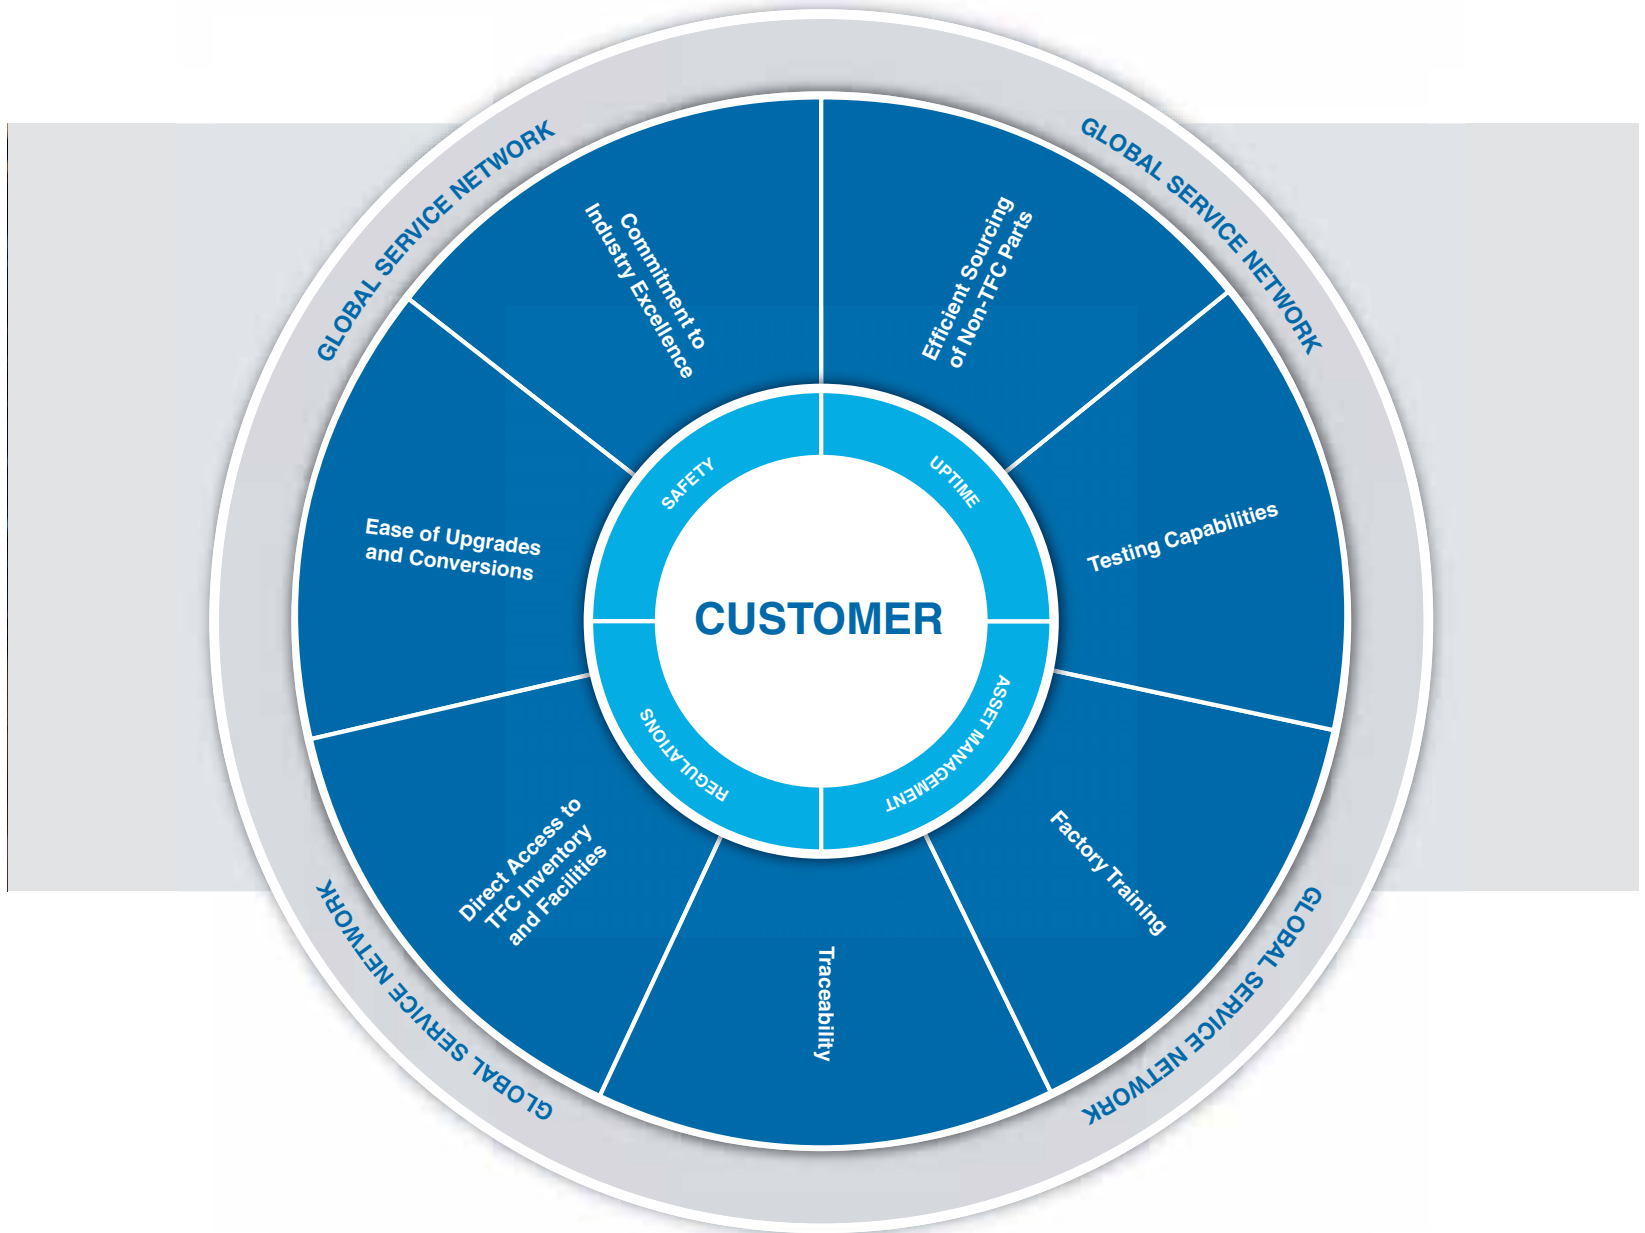 GLOBAL SERVICE NETWORK
GLOBAL SERVICE NETWORK
Commitment to
Industry Excellence
Efficient Sourcing
of Non-TFC Parts
Ease of Upgrades
and Conversions
Testing Capabilities
SAFETY
UPTIME
CUSTOMER
REGULATIONS
ASSET MANAGEMENT
Direct Access to
TFC Inventory
and Facilities
Traceability
Factory Training
GLOBAL SERVICE NETWORK
GLOBAL SERVICE NETWORK